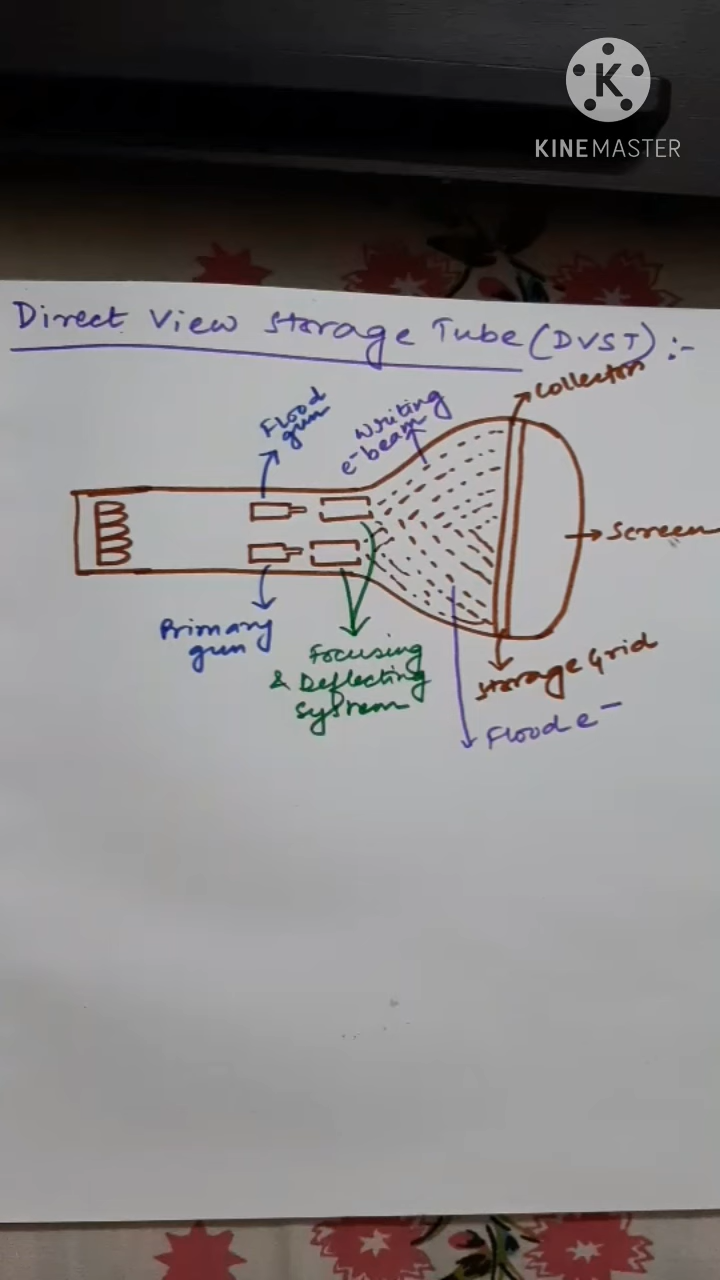 KINEMASTER
Direct View Storage Tube (DVST) :-
Collector
Flood
gun
Writing
e⁻beam
Screen
Primary
gun
Focusing
& Deflecting
System
Storage Grid
Flood e⁻